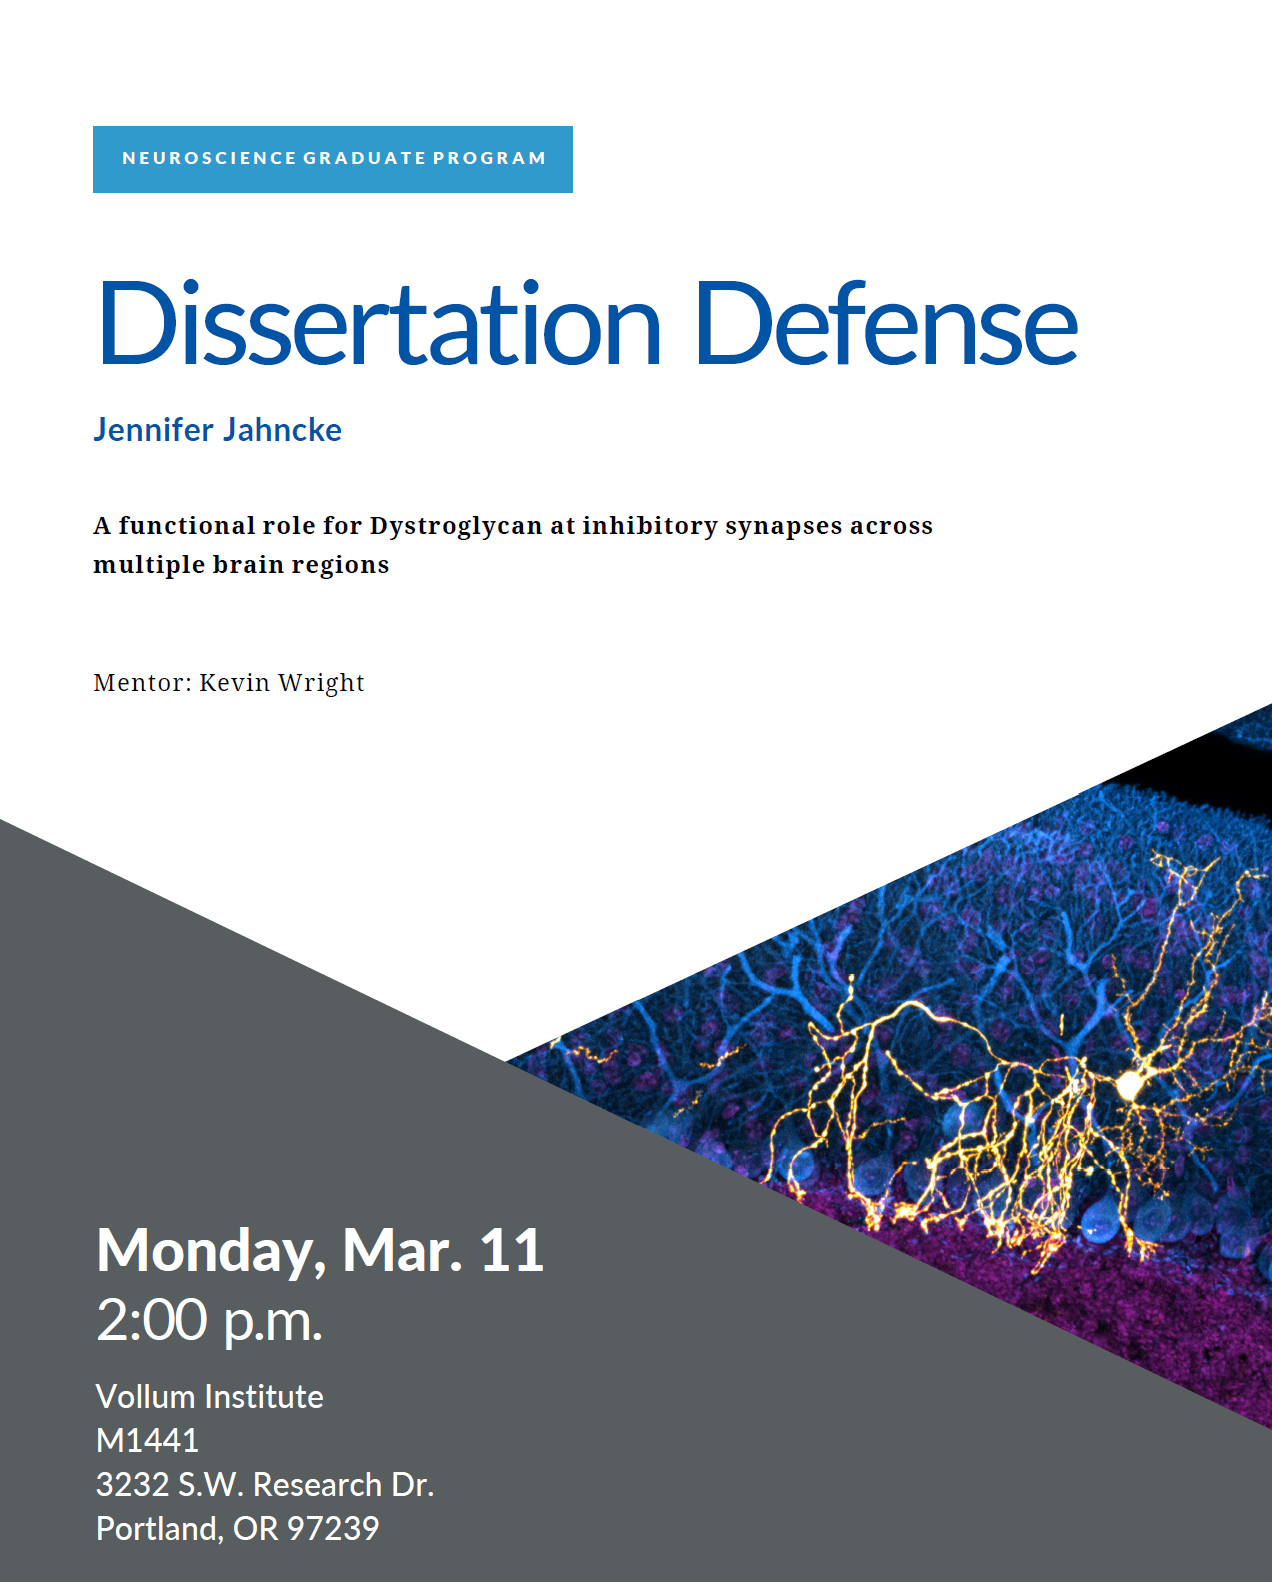 NEUROSCIENCE GRADUATE PROGRAM
Dissertation Defense
Jennifer Jahncke
A functional role for Dystroglycan at inhibitory synapses across
multiple brain regions
Mentor: Kevin Wright
Monday, Mar. 11
2:00 p.m.
Vollum Institute
M1441
3232 S.W. Research Dr.
Portland, OR 97239